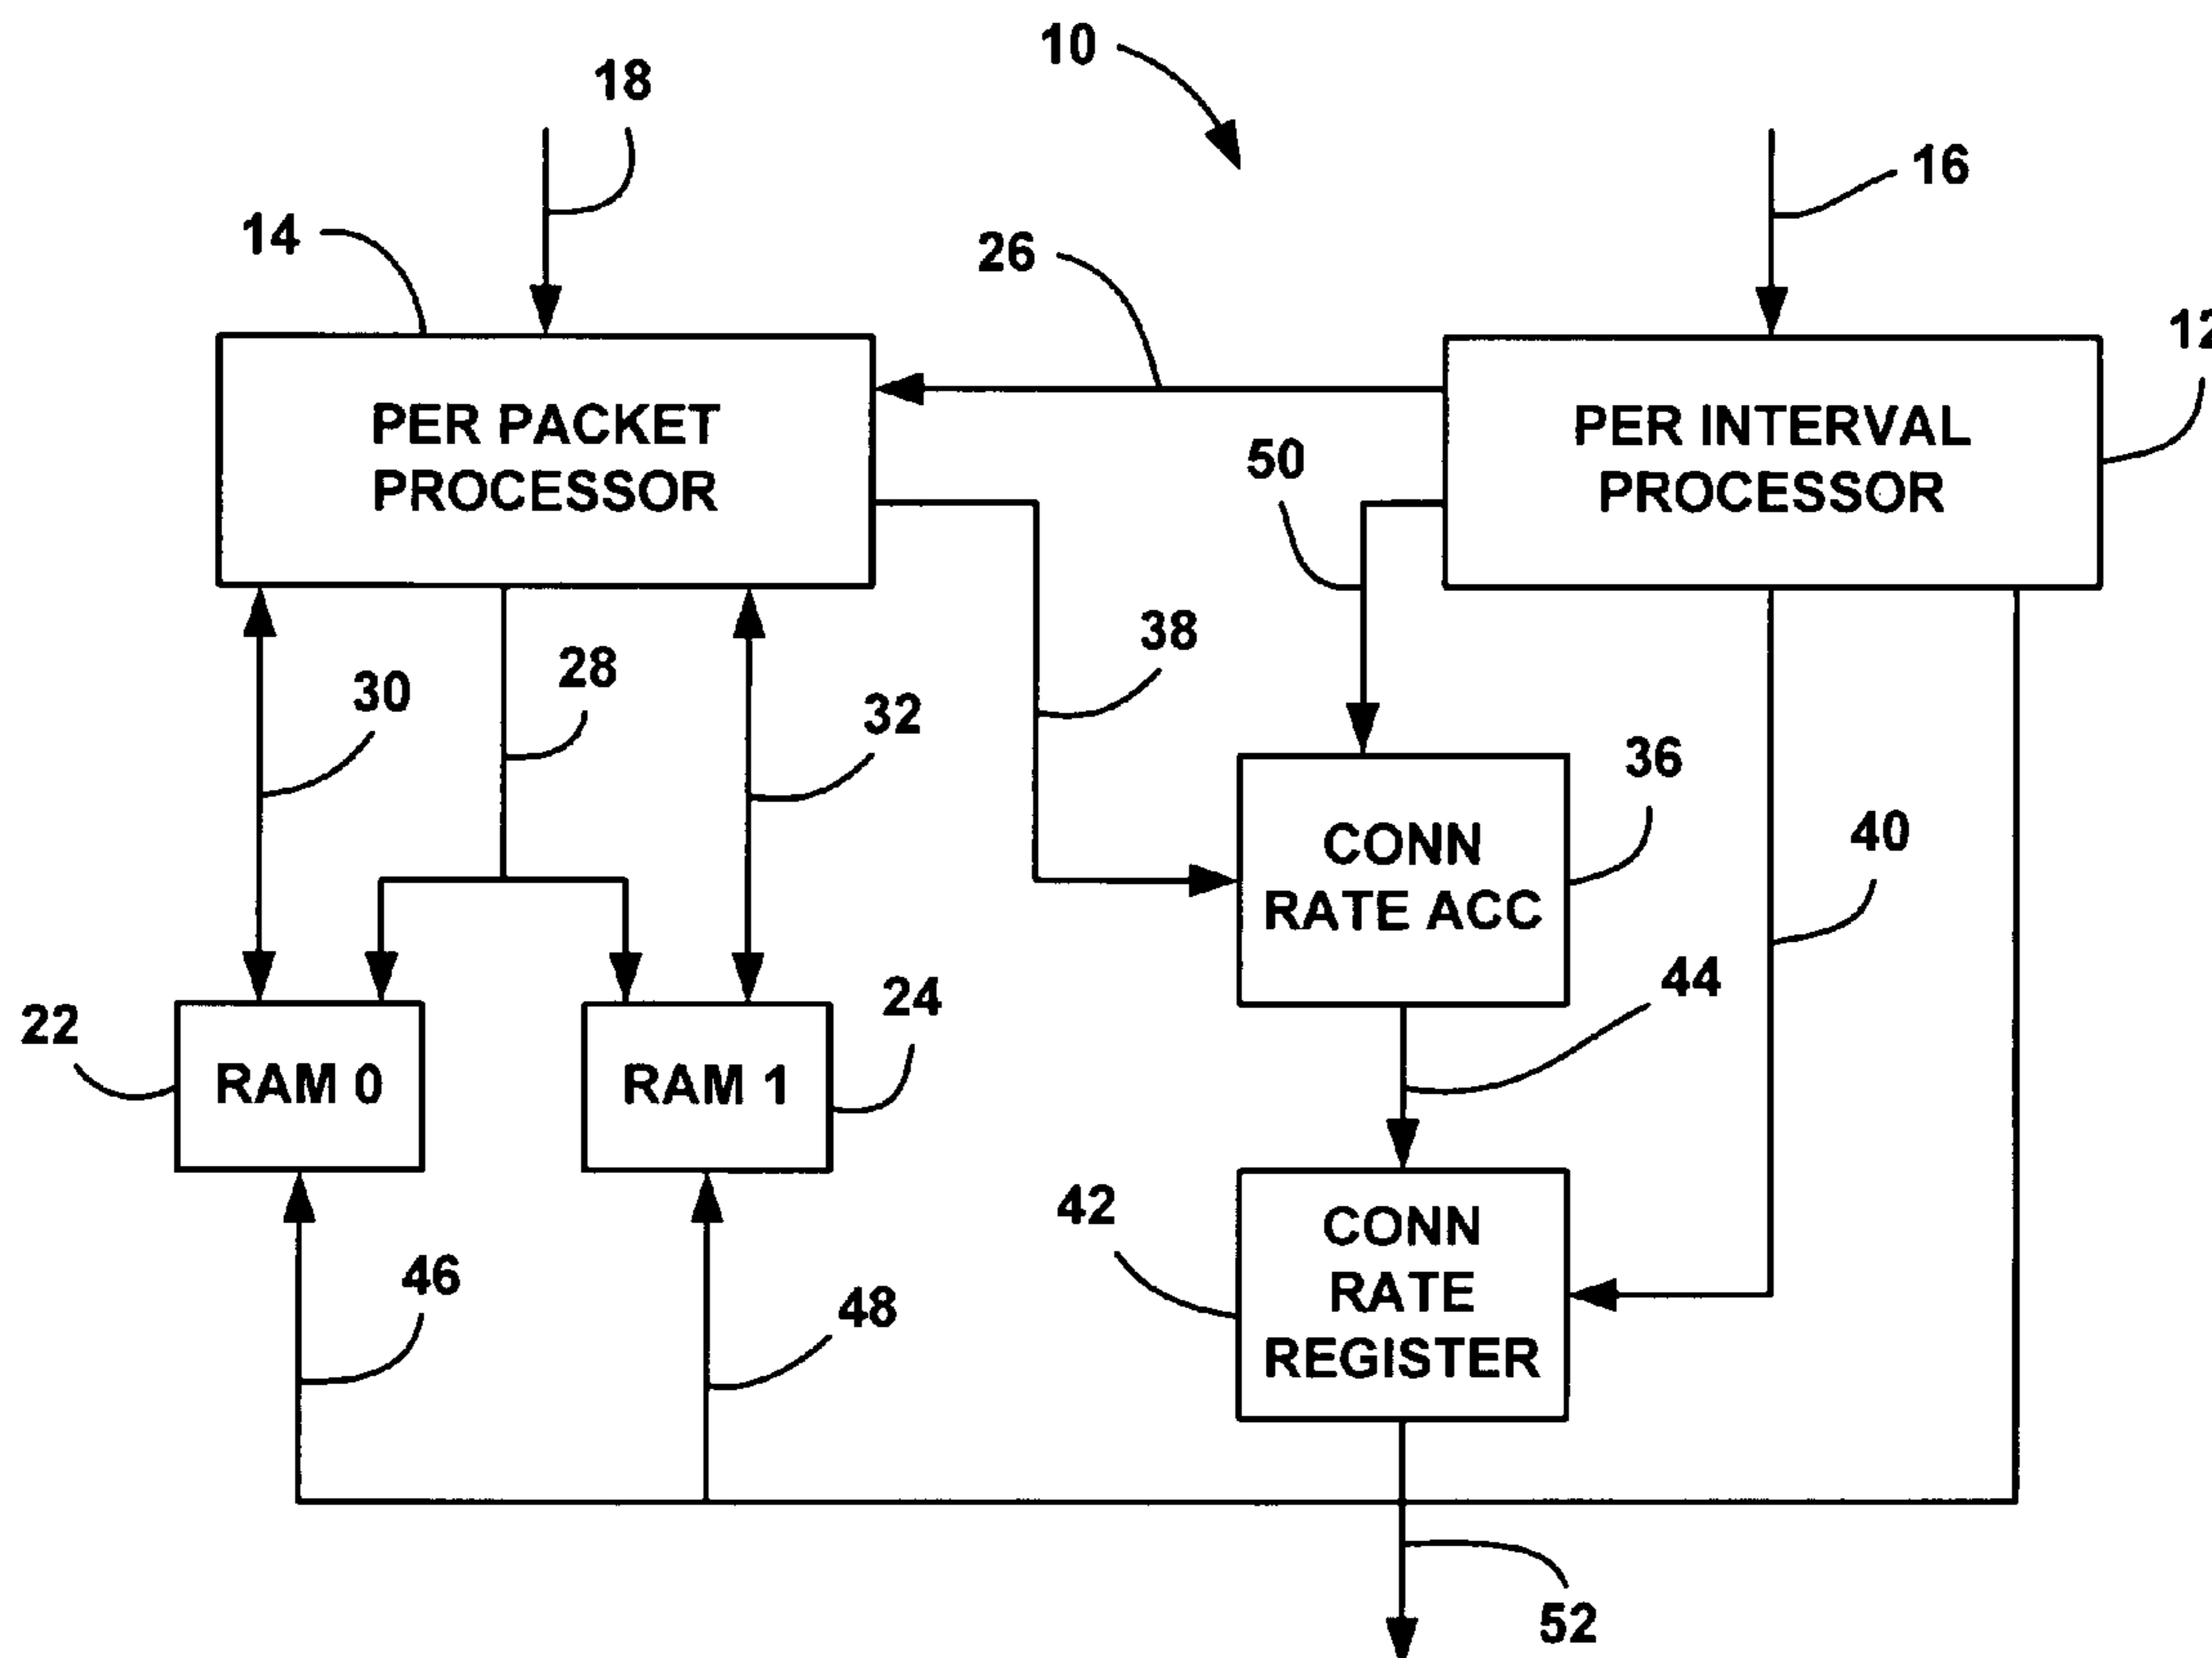 10
18
16
14
26
12
PER PACKET
PROCESSOR
PER INTERVAL
PROCESSOR
50
38
28
30
32
36
40
CONN
RATE ACC
44
24
22
RAM 0
RAM 1
42
CONN
RATE
REGISTER
46
48
52